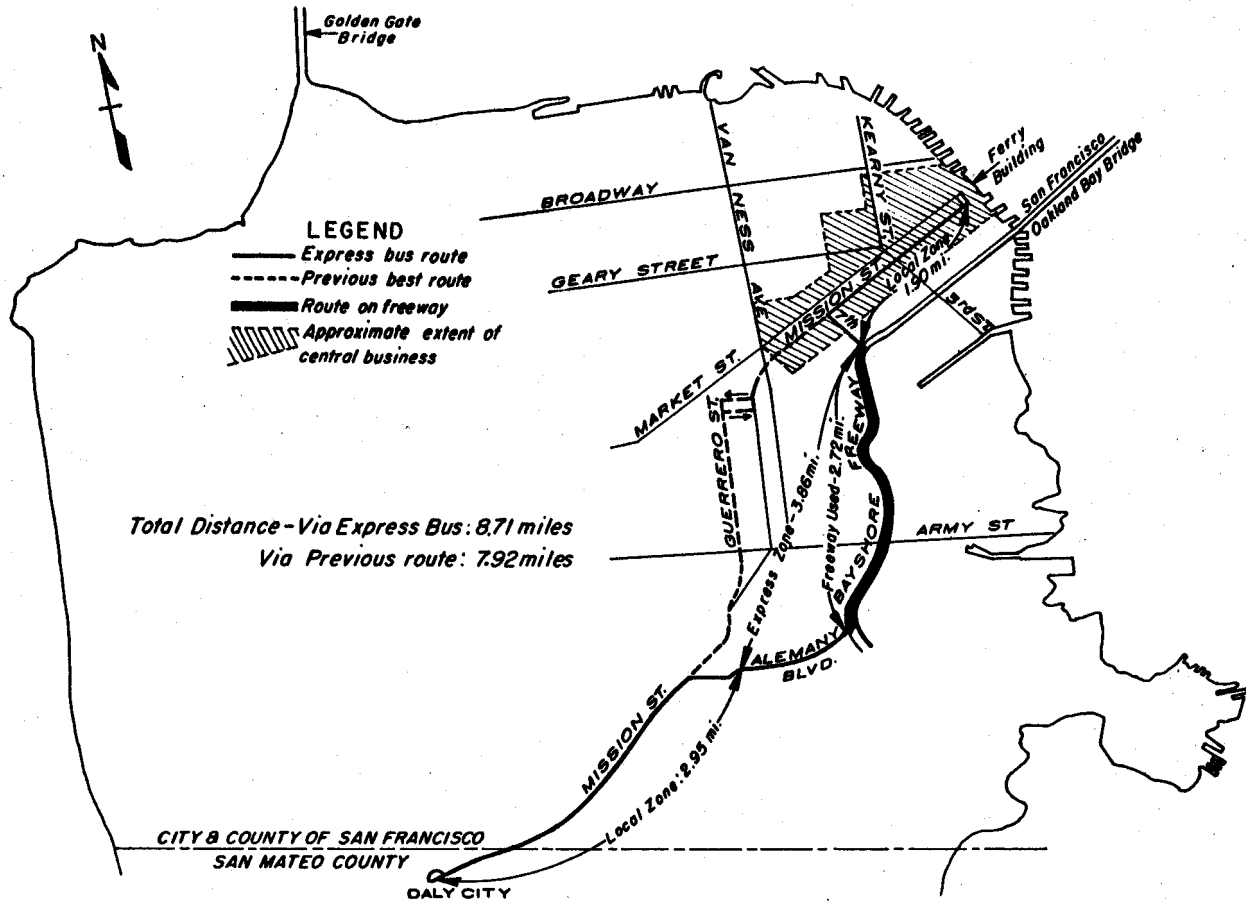 Golden Gate
Bridge
N
VAN NESS AVE.
KEARNY ST.
Ferry
Building
San Francisco
Oakland Bay Bridge
BROADWAY
LEGEND
Express bus route
Previous best route
Route on freeway
Approximate extent of
central business
GEARY STREET
MISSION ST.
Local Zone
1.90 mi.
MARKET ST.
GUERRERO ST.
Express Zone-3.86mi.
Freeway Used-2.72mi.
BAYSHORE FREEWAY
Total Distance-Via Express Bus: 8.71 miles
Via Previous route: 7.92 miles
ARMY ST
ALEMANY
BLVD.
MISSION ST.
Local Zone: 2.95 mi.
CITY & COUNTY OF SAN FRANCISCO
SAN MATEO COUNTY
DALY CITY